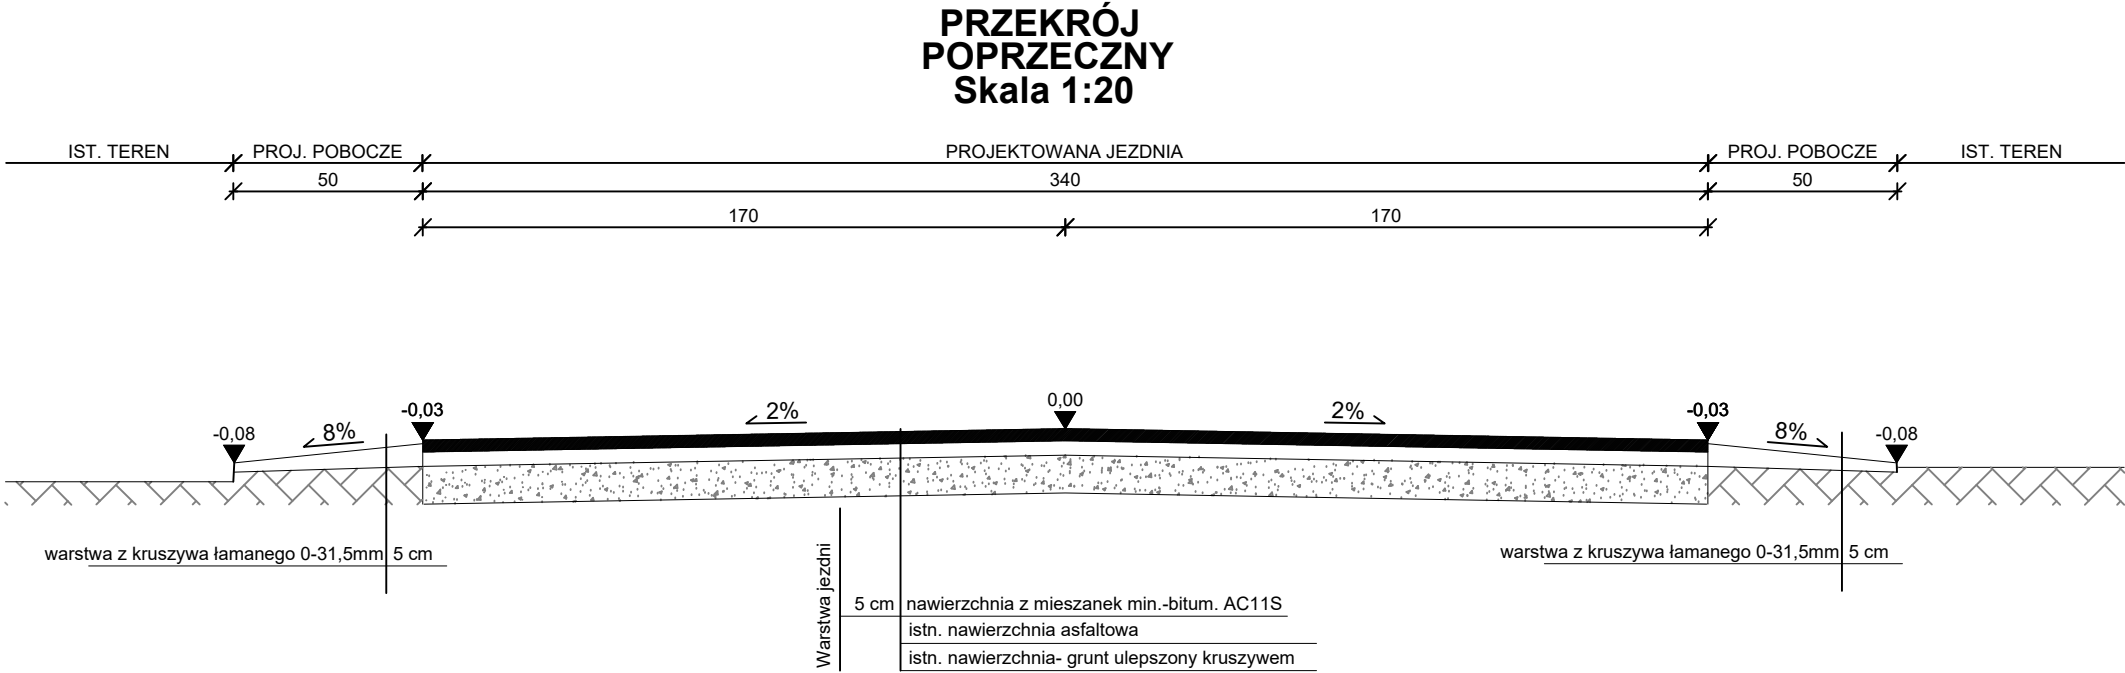 PRZEKRÓJ
POPRZECZNY
Skala 1:20
IST. TEREN PROJ. POBOCZE PROJEKTOWANA JEZDNIA PROJ. POBOCZE IST. TEREN
50 340 50
170 170
0,00
-0,03 2% 2% -0,03
-0,08 8% 8% -0,08
warstwa z kruszywa łamanego 0-31,5mm 5 cm
warstwa z kruszywa łamanego 0-31,5mm 5 cm
Warstwa jezdni
5 cm nawierzchnia z mieszanek min.-bitum. AC11S
istn. nawierzchnia asfaltowa
istn. nawierzchnia- grunt ulepszony kruszywem